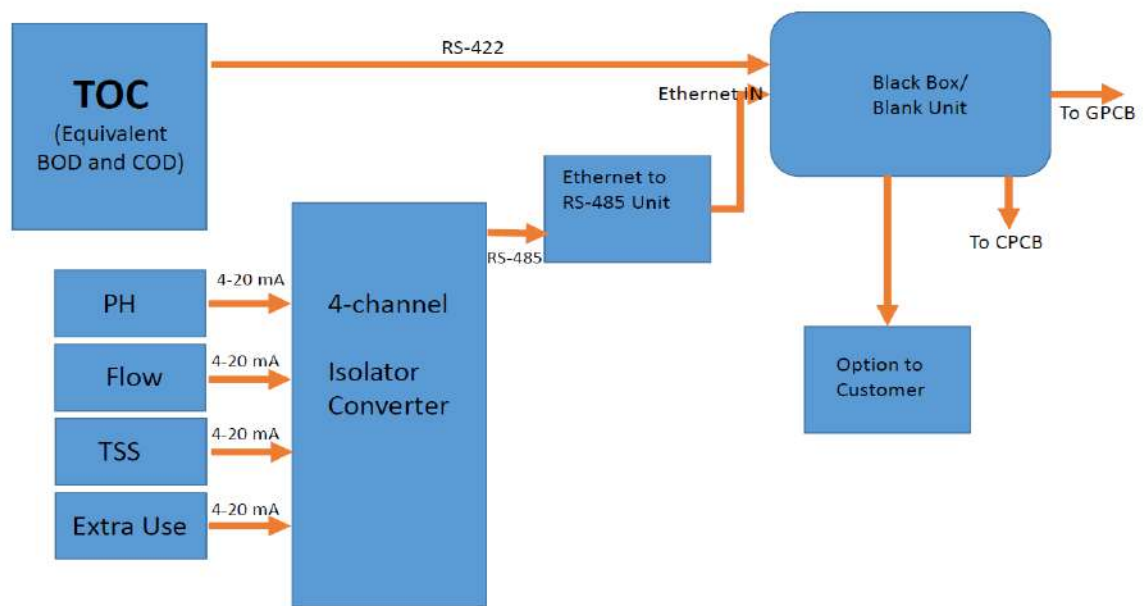 TOC
(Equivalent
BOD and COD)
RS-422
Ethernet IN
Black Box/
Blank Unit
To GPCB
To CPCB
Ethernet to
RS-485 Unit
RS-485
Option to
Customer
4-channel
Isolator
Converter
PH
4-20 mA
Flow
4-20 mA
TSS
4-20 mA
Extra Use
4-20 mA